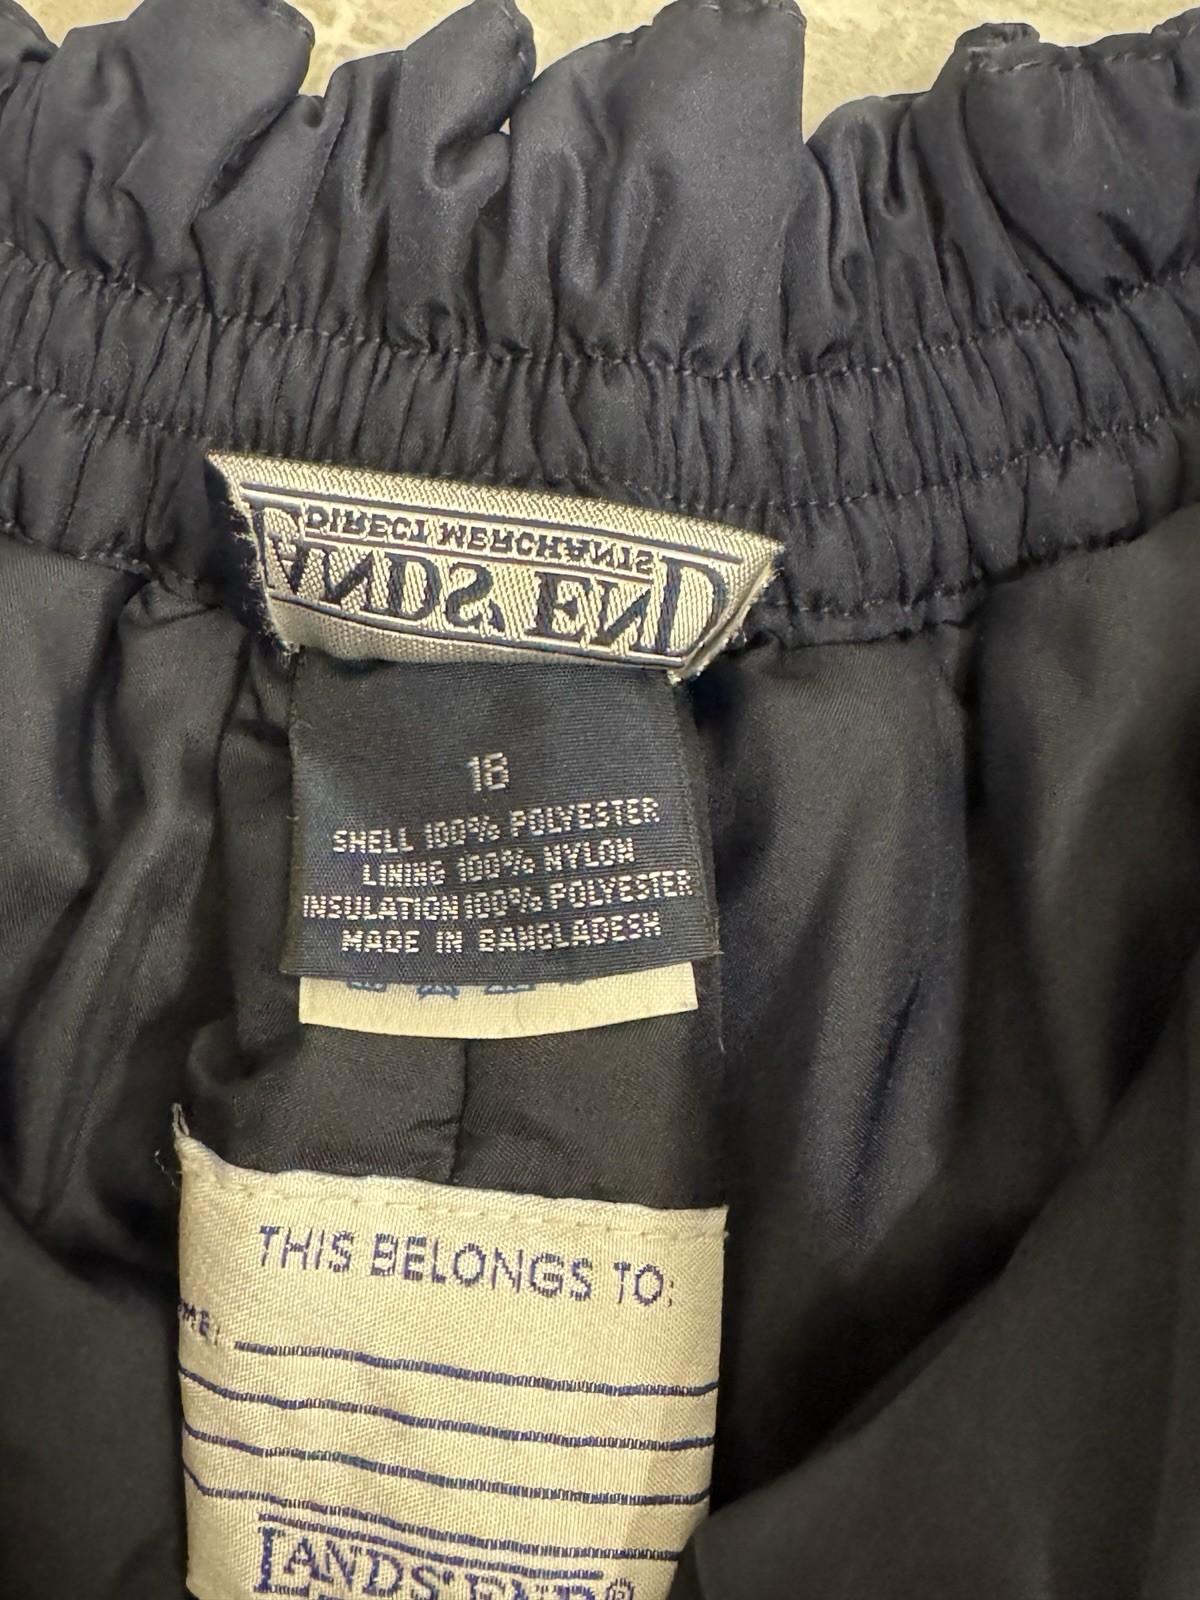 DIRECT MERCHANTS
LANDS' END
16
SHELL 100% POLYESTER
LINING 100% NYLON
INSULATION 100% POLYESTER
MADE IN BANGLADESH
THIS BELONGS TO:
LANDS' END®